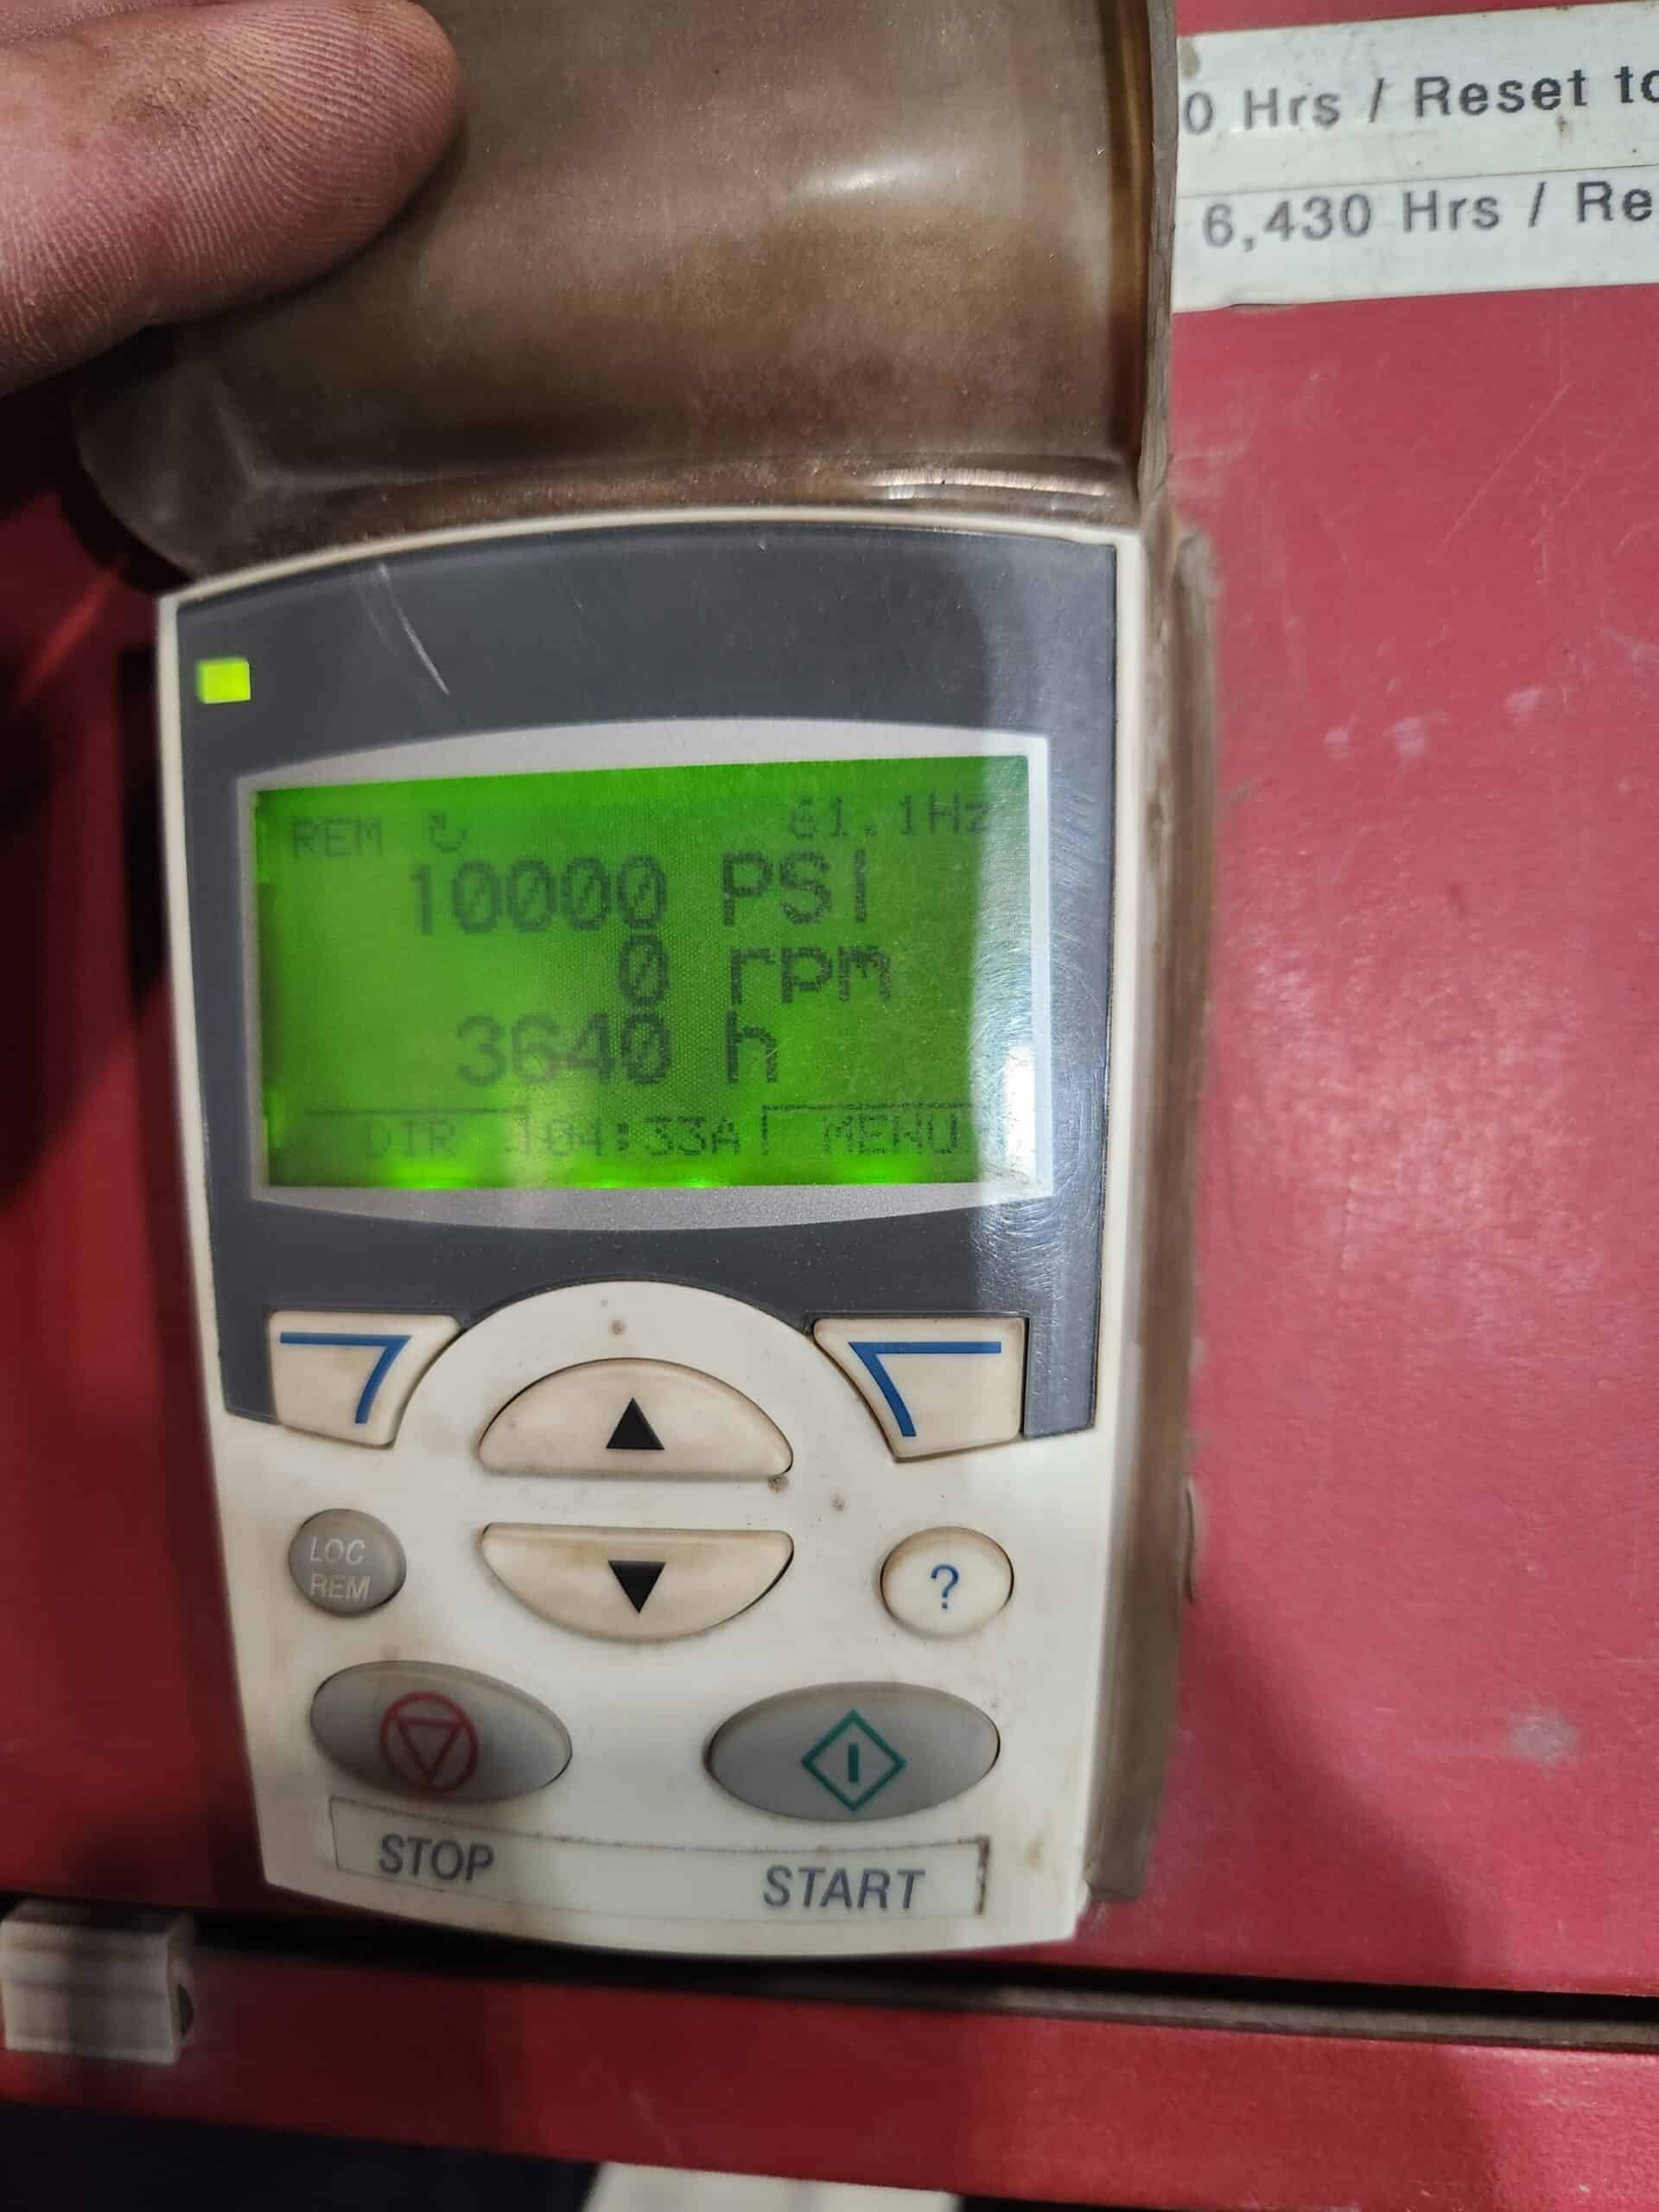 0 Hrs / Reset to
6,430 Hrs / Re
REM ↻ 61.1Hz
10000 PSI
0 rpm
3640 h
DIR 04:33A MENU
LOC
REM
?
STOP
START